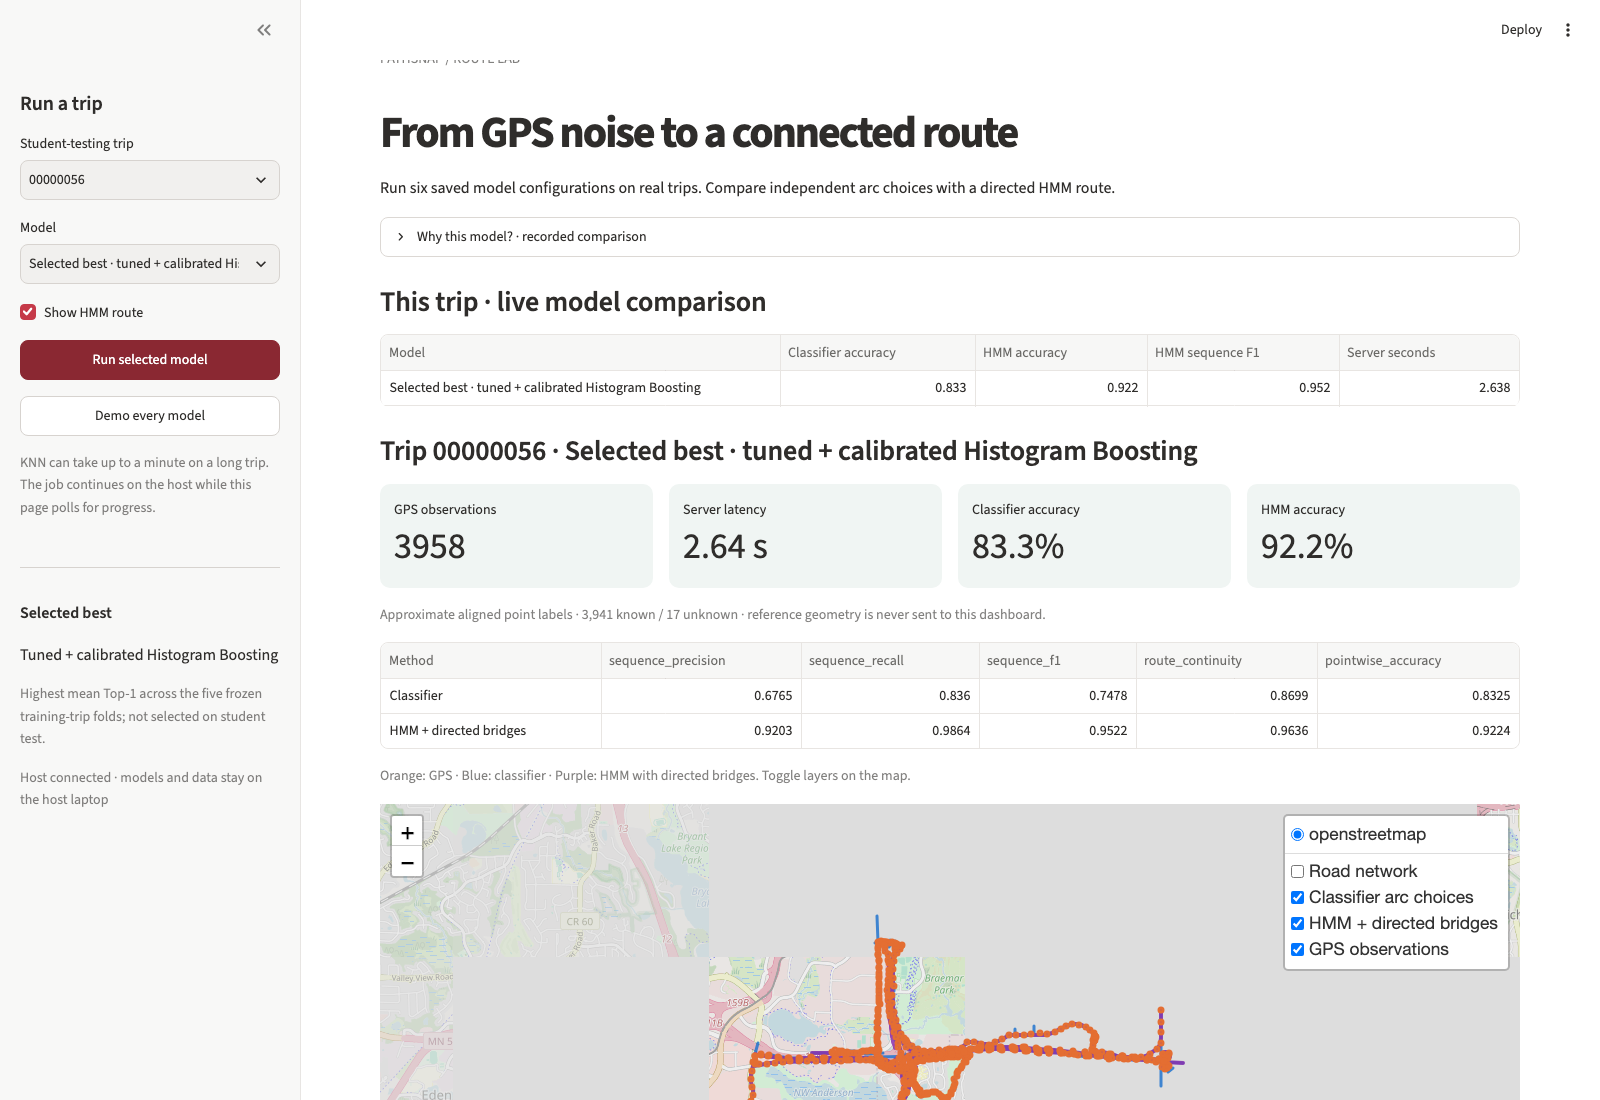 Deploy
Run a trip
Student-testing trip
00000056
Model
Selected best · tuned + calibrated Hi
Show HMM route
Run selected model
Demo every model
KNN can take up to a minute on a long trip.
The job continues on the host while this
page polls for progress.
Selected best
Tuned + calibrated Histogram Boosting
Highest mean Top-1 across the five frozen
training-trip folds; not selected on student
test.
Host connected · models and data stay on
the host laptop
PATHSNAP / ROUTE LAB
From GPS noise to a connected route
Run six saved model configurations on real trips. Compare independent arc choices with a directed HMM route.
Why this model? · recorded comparison
This trip · live model comparison
Model Classifier accuracy HMM accuracy HMM sequence F1 Server seconds
Selected best · tuned + calibrated Histogram Boosting 0.833 0.922 0.952 2.638
Trip 00000056 · Selected best · tuned + calibrated Histogram Boosting
GPS observations Server latency Classifier accuracy HMM accuracy
3958 2.64 s 83.3% 92.2%
Approximate aligned point labels · 3,941 known / 17 unknown · reference geometry is never sent to this dashboard.
Method sequence_precision sequence_recall sequence_f1 route_continuity pointwise_accuracy
Classifier 0.6765 0.836 0.7478 0.8699 0.8325
HMM + directed bridges 0.9203 0.9864 0.9522 0.9636 0.9224
Orange: GPS · Blue: classifier · Purple: HMM with directed bridges. Toggle layers on the map.
+
−
openstreetmap
Road network
Classifier arc choices
HMM + directed bridges
GPS observations
13
Baker Road
Bryant
Lake Regio
Park
CR 60
12
Valley View Road
MN 5
Eden
159B
1B
Braemar
Park
NW Anderson